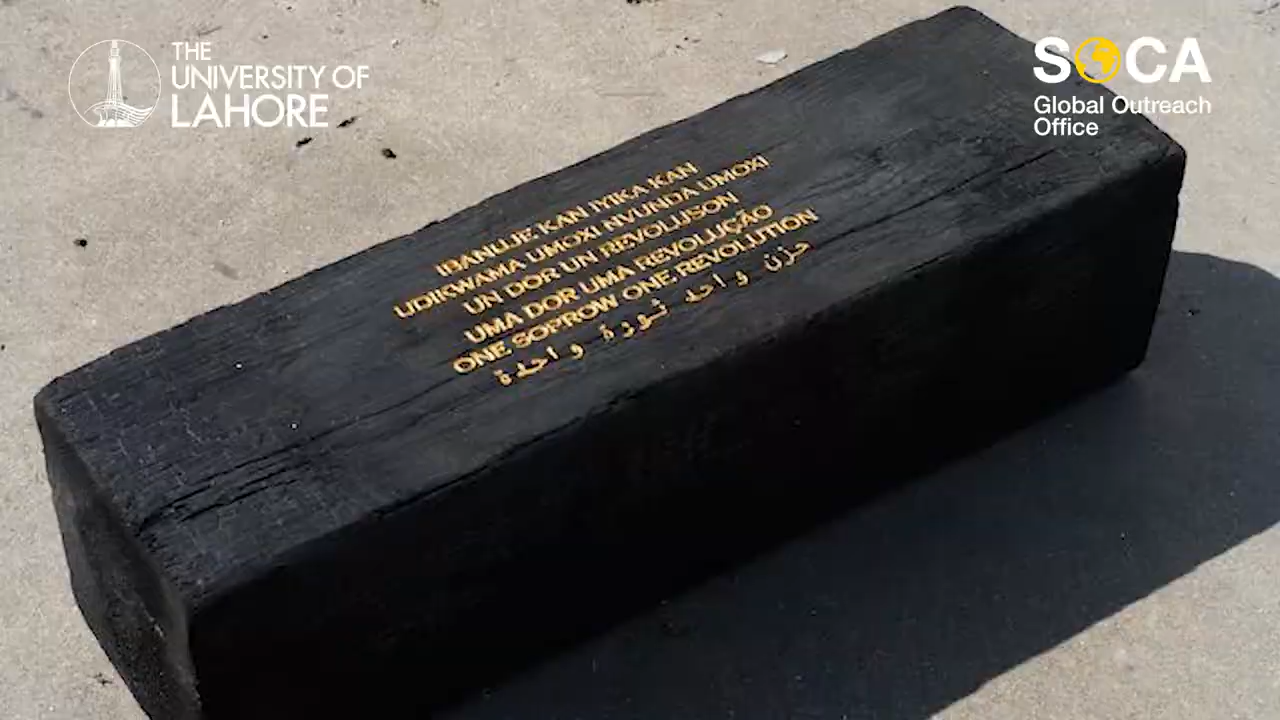 THE
UNIVERSITY OF
LAHORE
SOCA
Global Outreach
Office
IBANUJE KAN IYIKA KAN
UDIKWAMA UMOXI NVUNDA UMOXI
UN DOR UN REVOLUSON
UMA DOR UMA REVOLUÇÃO
ONE SORROW ONE REVOLUTION
حزن واحد ثورة واحدة